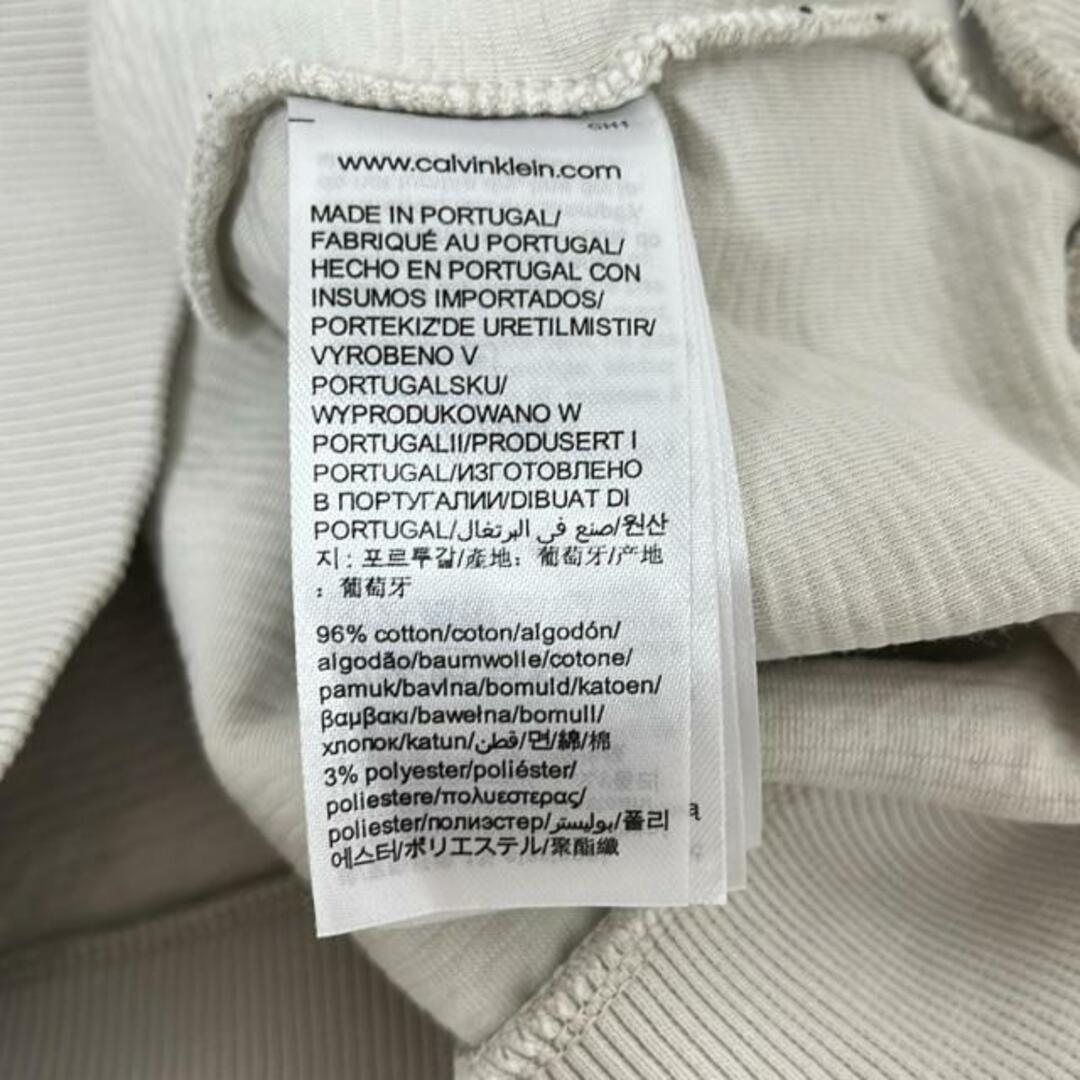 www.calvinklein.com
MADE IN PORTUGAL/
FABRIQUÉ AU PORTUGAL/
HECHO EN PORTUGAL CON
INSUMOS IMPORTADOS/
PORTEKIZ'DE URETILMISTIR/
VYROBENO V
PORTUGALSKU/
WYPRODUKOWANO W
PORTUGALII/PRODUSERT I
PORTUGAL/ИЗГОТОВЛЕНО
В ПОРТУГАЛИИ/DIBUAT DI
PORTUGAL/صنع في البرتغال/원산
지: 포르투갈/產地: 葡萄牙/产地
: 葡萄牙
96% cotton/coton/algodón/
algodão/baumwolle/cotone/
pamuk/bavlna/bomuld/katoen/
βαμβακι/bawełna/bomull/
хлопок/katun/قطن/면/綿/棉
3% polyester/poliéster/
poliestere/πολυεστερας/
poliester/полиэстер/بوليستر/폴리
에스터/ポリエステル/聚酯纖